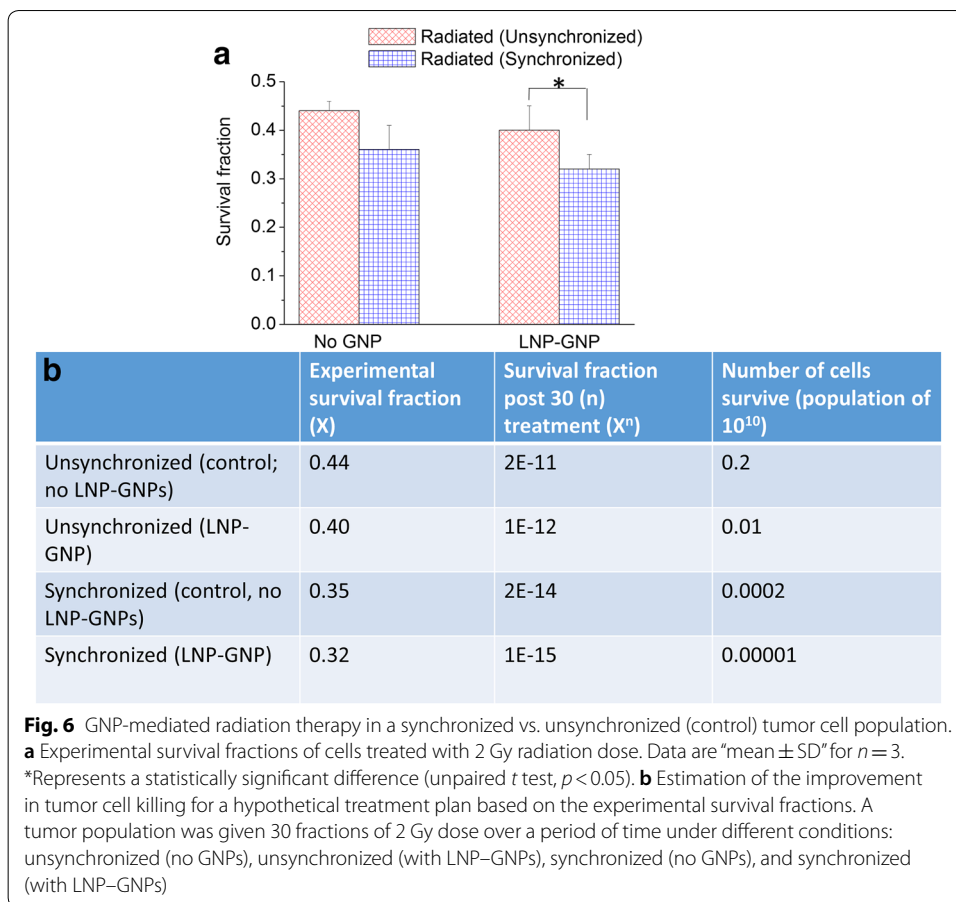 a
Radiated (Unsynchronized)
Radiated (Synchronized)
*
0.5
0.4
0.3
0.2
0.1
0.0
Survival fraction
No GNP
LNP-GNP
b
Experimental
survival fraction
(X)
Survival fraction
post 30 (n)
treatment (Xⁿ)
Number of cells
survive (population of
10¹⁰)
Unsynchronized (control;
no LNP-GNPs)
0.44
2E-11
0.2
Unsynchronized (LNP-
GNP)
0.40
1E-12
0.01
Synchronized (control, no
LNP-GNPs)
0.35
2E-14
0.0002
Synchronized (LNP-GNP)
0.32
1E-15
0.00001
Fig. 6 GNP-mediated radiation therapy in a synchronized vs. unsynchronized (control) tumor cell population.
a Experimental survival fractions of cells treated with 2 Gy radiation dose. Data are “mean ± SD” for n = 3.
*Represents a statistically significant difference (unpaired t test, p < 0.05). b Estimation of the improvement
in tumor cell killing for a hypothetical treatment plan based on the experimental survival fractions. A
tumor population was given 30 fractions of 2 Gy dose over a period of time under different conditions:
unsynchronized (no GNPs), unsynchronized (with LNP–GNPs), synchronized (no GNPs), and synchronized
(with LNP–GNPs)